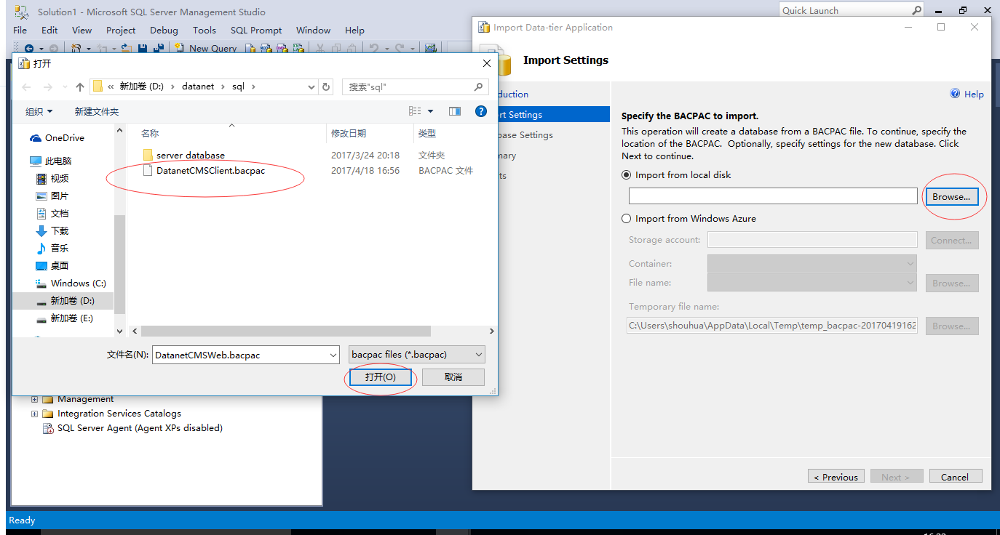 Solution1 - Microsoft SQL Server Management Studio
Quick Launch
File Edit View Project Debug Tools SQL Prompt Window Help
New Query
打开
« 新加卷 (D:) › datanet › sql ›
搜索"sql"
组织 新建文件夹
OneDrive
此电脑
视频
图片
文档
下载
音乐
桌面
Windows (C:)
新加卷 (D:)
新加卷 (E:)
名称 修改日期 类型
server database 2017/3/24 20:18 文件夹
DatanetCMSClient.bacpac 2017/4/18 16:56 BACPAC 文件
文件名(N): DatanetCMSWeb.bacpac bacpac files (*.bacpac)
打开(O) 取消
Management
Integration Services Catalogs
SQL Server Agent (Agent XPs disabled)
Ready
Import Data-tier Application
Import Settings
duction
rt Settings
base Settings
mary
ts
Help
Specify the BACPAC to import.
This operation will create a database from a BACPAC file. To continue, specify the
location of the BACPAC. Optionally, specify settings for the new database. Click
Next to continue.
Import from local disk
Browse...
Import from Windows Azure
Storage account: Connect...
Container:
File name: Browse...
Temporary file name:
C:\Users\shouhua\AppData\Local\Temp\temp_bacpac-20170419162 Browse...
< Previous Next > Cancel